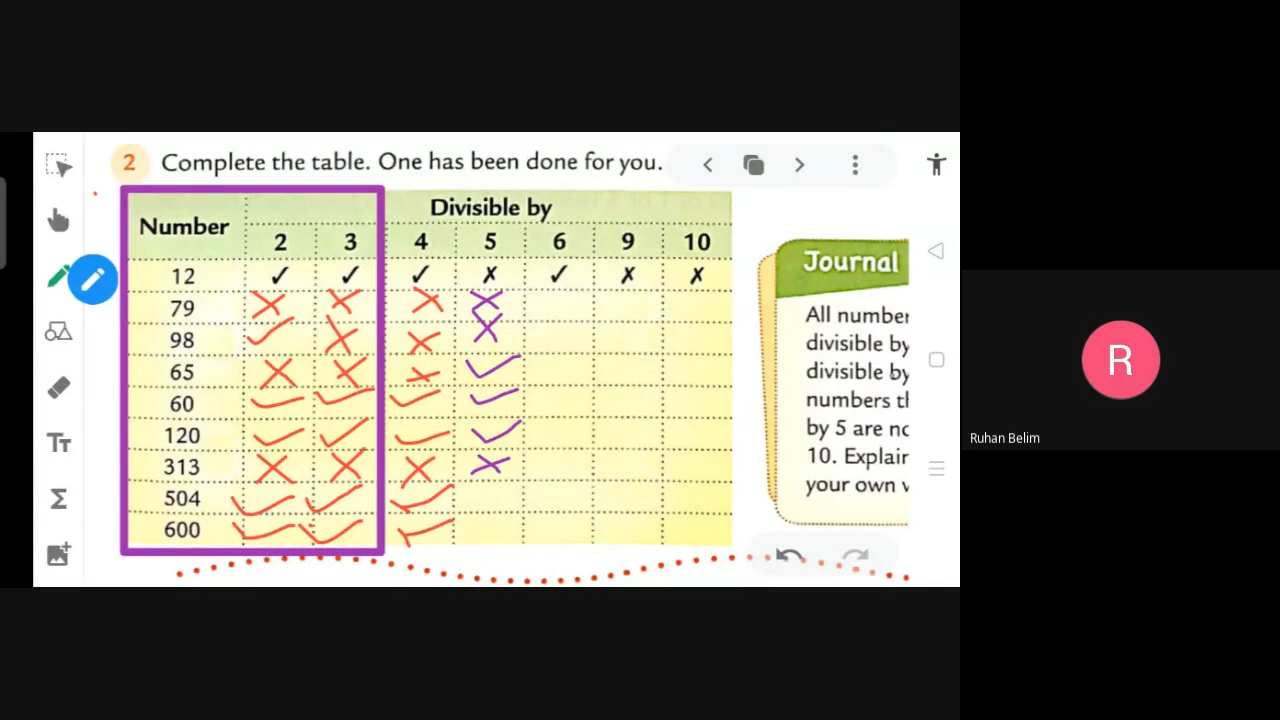 2 Complete the table. One has been done for you.
Number Divisible by
2 3 4 5 6 9 10
12 ✓ ✓ ✓ ✗ ✓ ✗ ✗
79 ✗ ✗ ✗ ✗
98 ✓ ✗ ✗ ✗
65 ✗ ✗ ✗ ✓
60 ✓ ✓ ✓ ✓
120 ✓ ✓ ✓ ✓
313 ✗ ✗ ✗ ✗
504 ✓ ✓ ✓
600 ✓ ✓ ✓
Journal
All number
divisible by
divisible by
numbers th
by 5 are no
10. Explain
your own w
Tт
Σ
R
Ruhan Belim